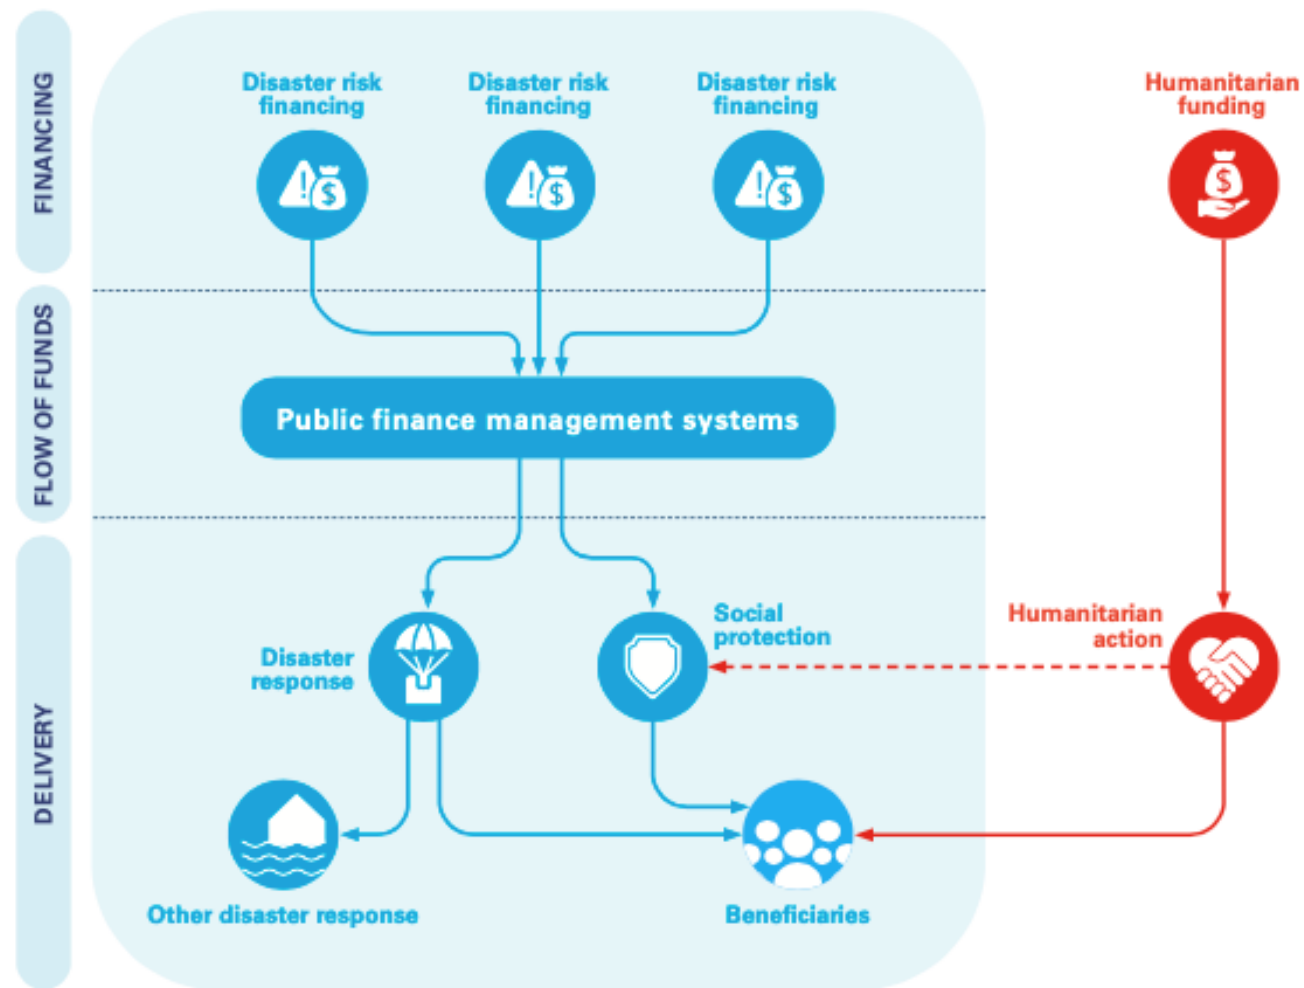 FINANCING
Disaster risk
financing
Disaster risk
financing
Disaster risk
financing
Humanitarian
funding
$
$
$
$
FLOW OF FUNDS
Public finance management systems
DELIVERY
Disaster
response
Social
protection
Humanitarian
action
Other disaster response
Beneficiaries